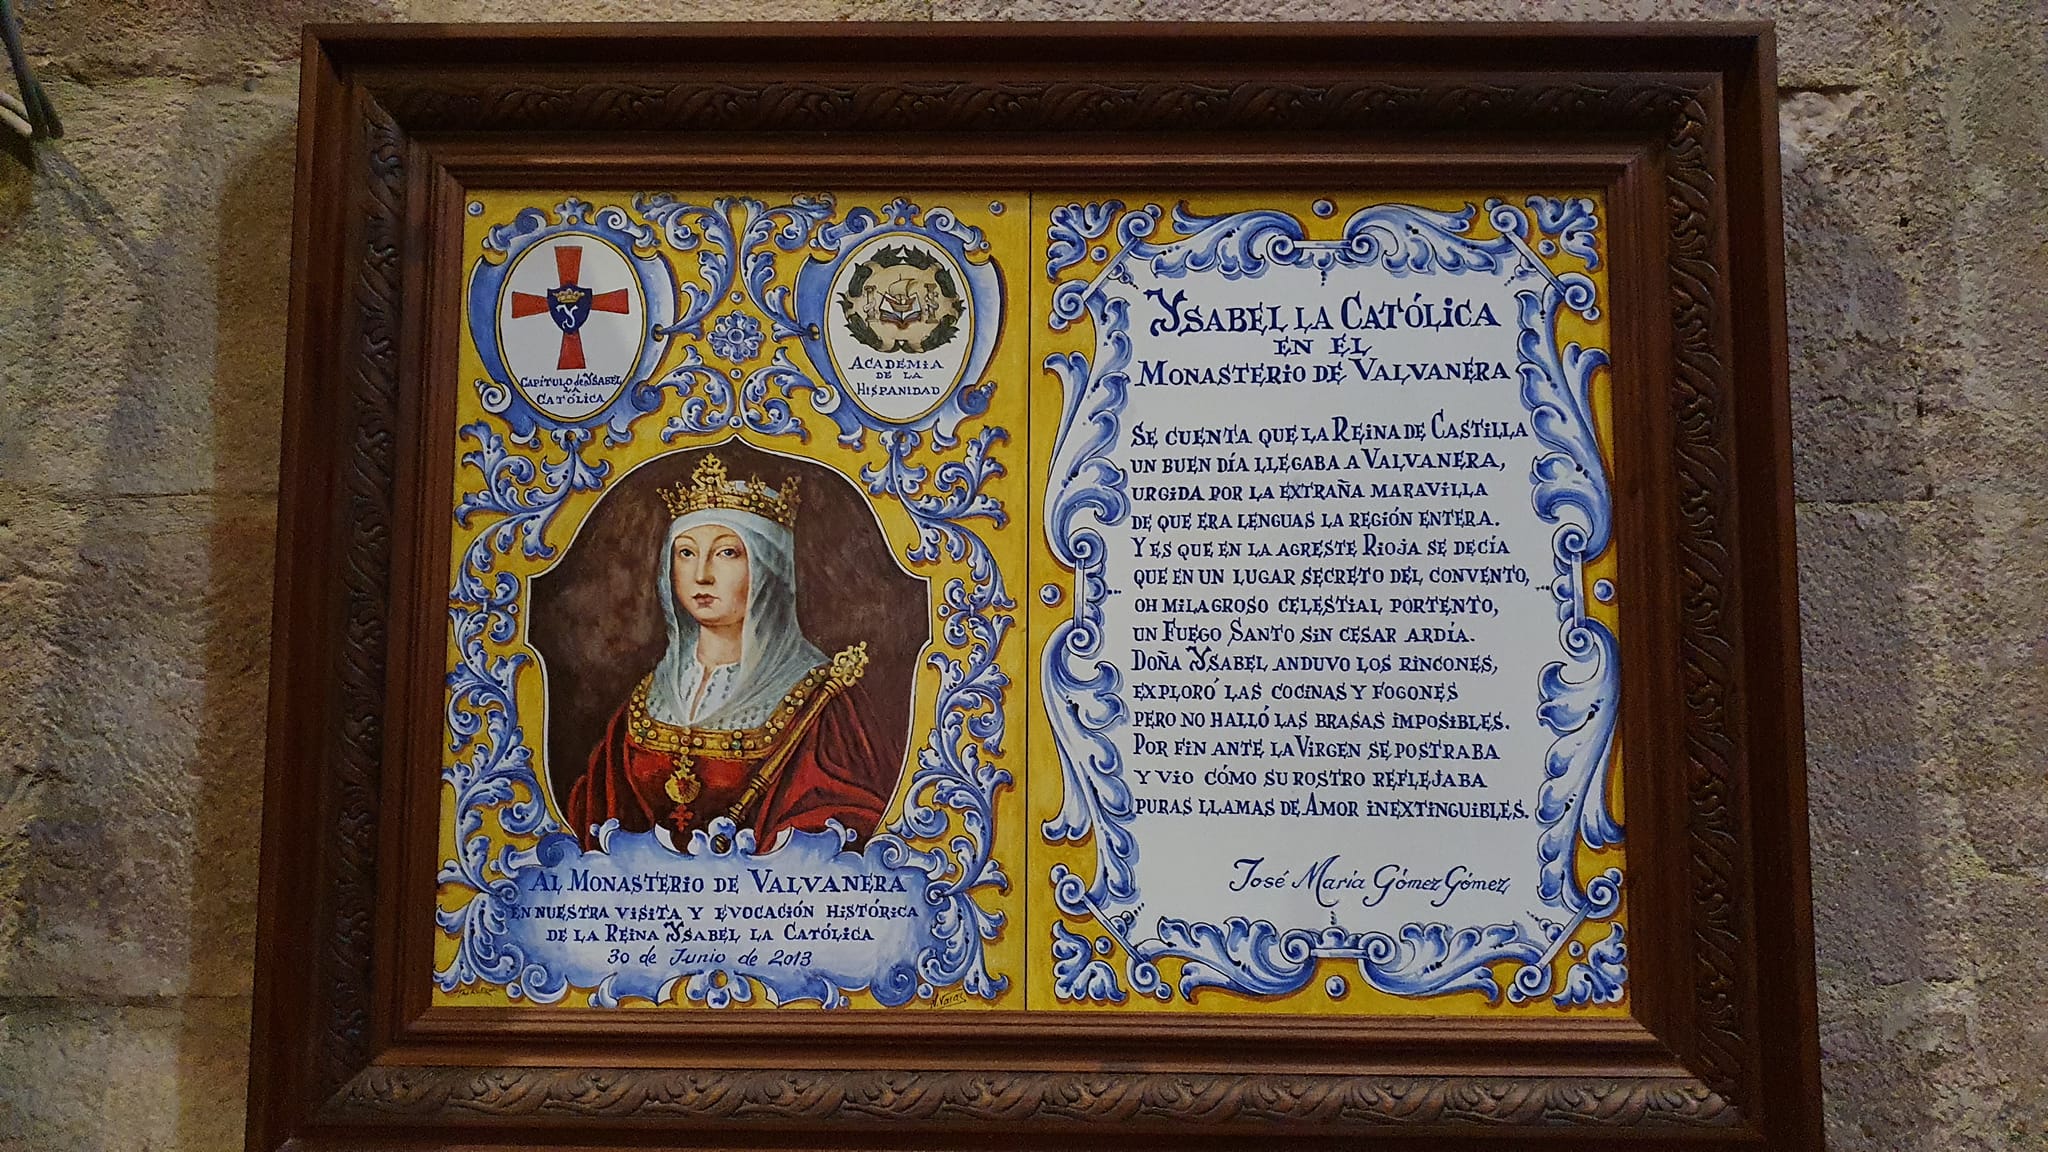 CAPÍTULO de YSABEL
LA
CATÓLICA
ACADEMIA
DE LA
HISPANIDAD
AL MONASTERIO DE VALVANERA
EN NUESTRA VISITA Y EVOCACIÓN HISTÓRICA
DE LA REINA YSABEL LA CATÓLICA
30 de Junio de 2013
N. Varas
YSABEL LA CATÓLICA
EN EL
MONASTERIO DE VALVANERA
SE CUENTA QUE LA REINA DE CASTILLA
UN BUEN DÍA LLEGABA A VALVANERA,
URGIDA POR LA EXTRAÑA MARAVILLA
DE QUE ERA LENGUAS LA REGIÓN ENTERA.
Y ES QUE EN LA AGRESTE RIOJA SE DECÍA
QUE EN UN LUGAR SECRETO DEL CONVENTO,
OH MILAGROSO CELESTIAL PORTENTO,
UN FUEGO SANTO SIN CESAR ARDÍA.
DOÑA YSABEL ANDUVO LOS RINCONES,
EXPLORÓ LAS COCINAS Y FOGONES
PERO NO HALLÓ LAS BRASAS IMPOSIBLES.
POR FIN ANTE LA VIRGEN SE POSTRABA
Y VIO CÓMO SU ROSTRO REFLEJABA
PURAS LLAMAS DE AMOR INEXTINGUIBLES.
José María Gómez Gómez